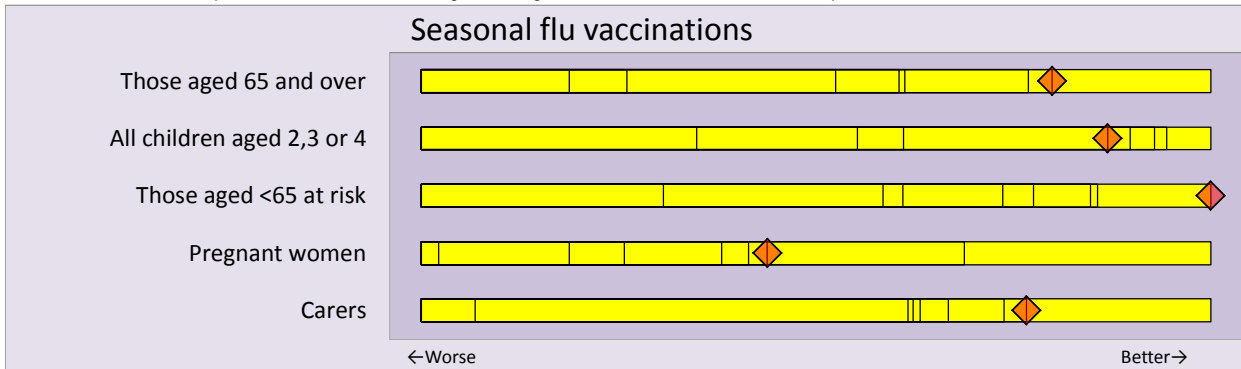 Seasonal flu vaccinations
Those aged 65 and over
All children aged 2,3 or 4
Those aged <65 at risk
Pregnant women
Carers
←Worse
Better→